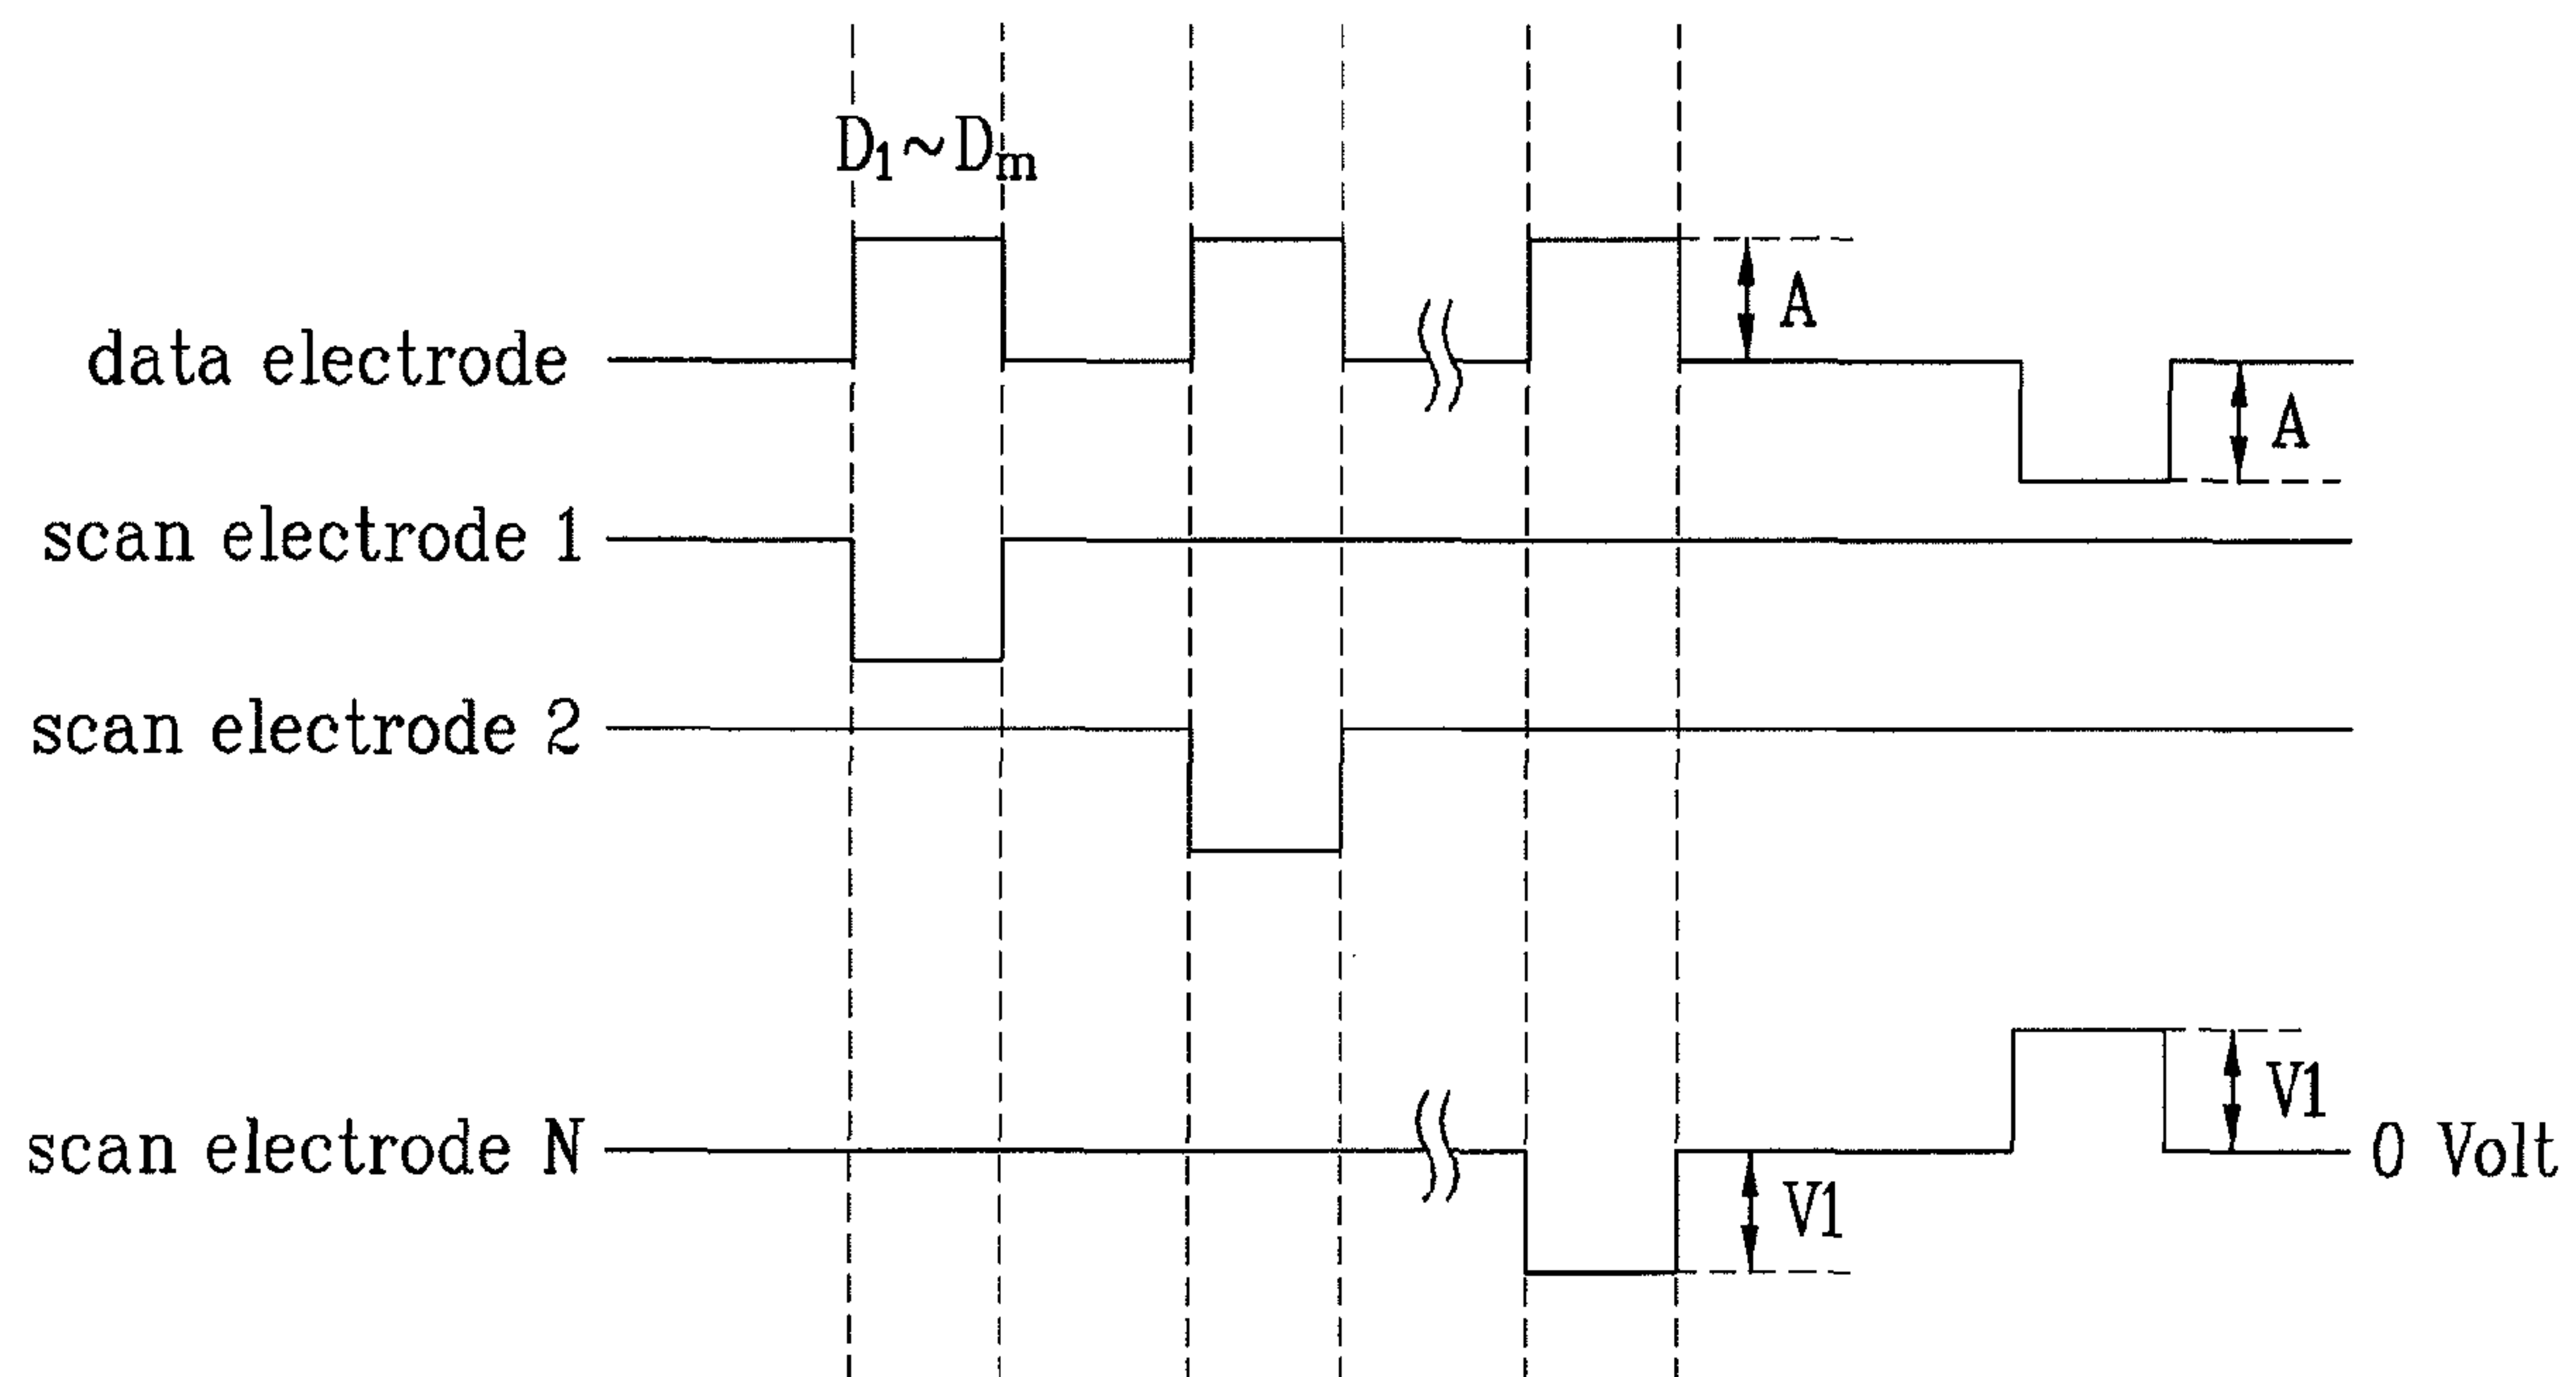 D₁~Dₘ
A
data electrode
A
scan electrode 1
scan electrode 2
V1
scan electrode N
0 Volt
V1